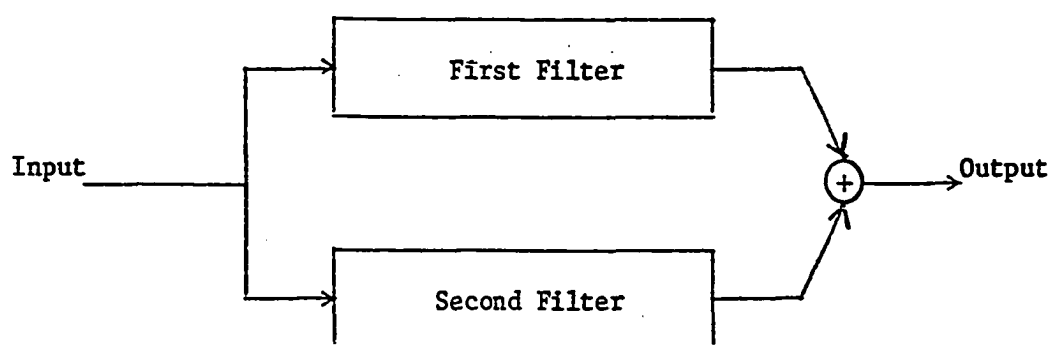 First Filter
Input
+
Output
Second Filter